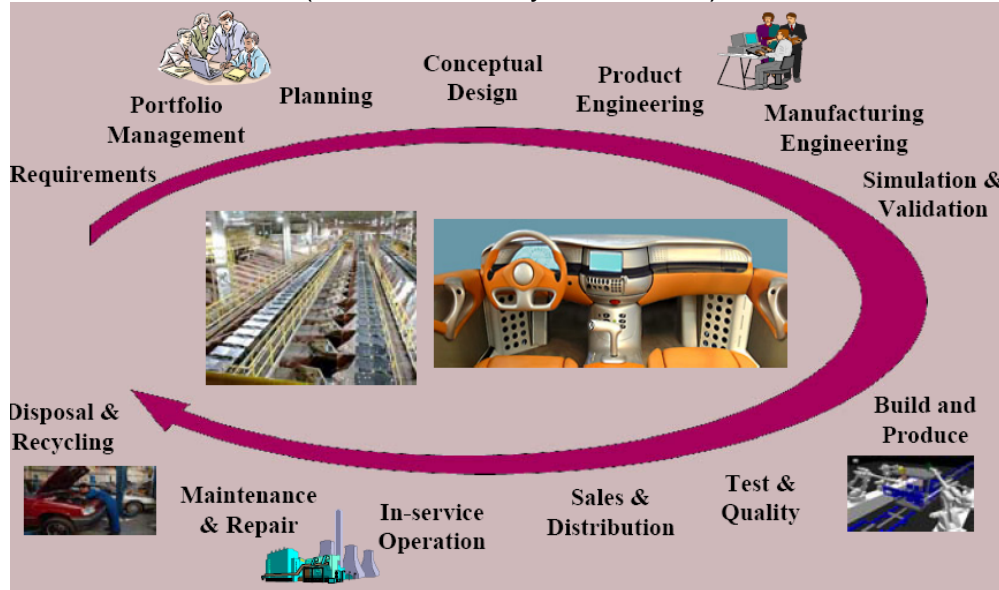 Conceptual
Design
Planning
Product
Engineering
Portfolio
Management
Manufacturing
Engineering
Requirements
Simulation &
Validation
Disposal &
Recycling
Build and
Produce
Maintenance
& Repair
In-service
Operation
Sales &
Distribution
Test &
Quality